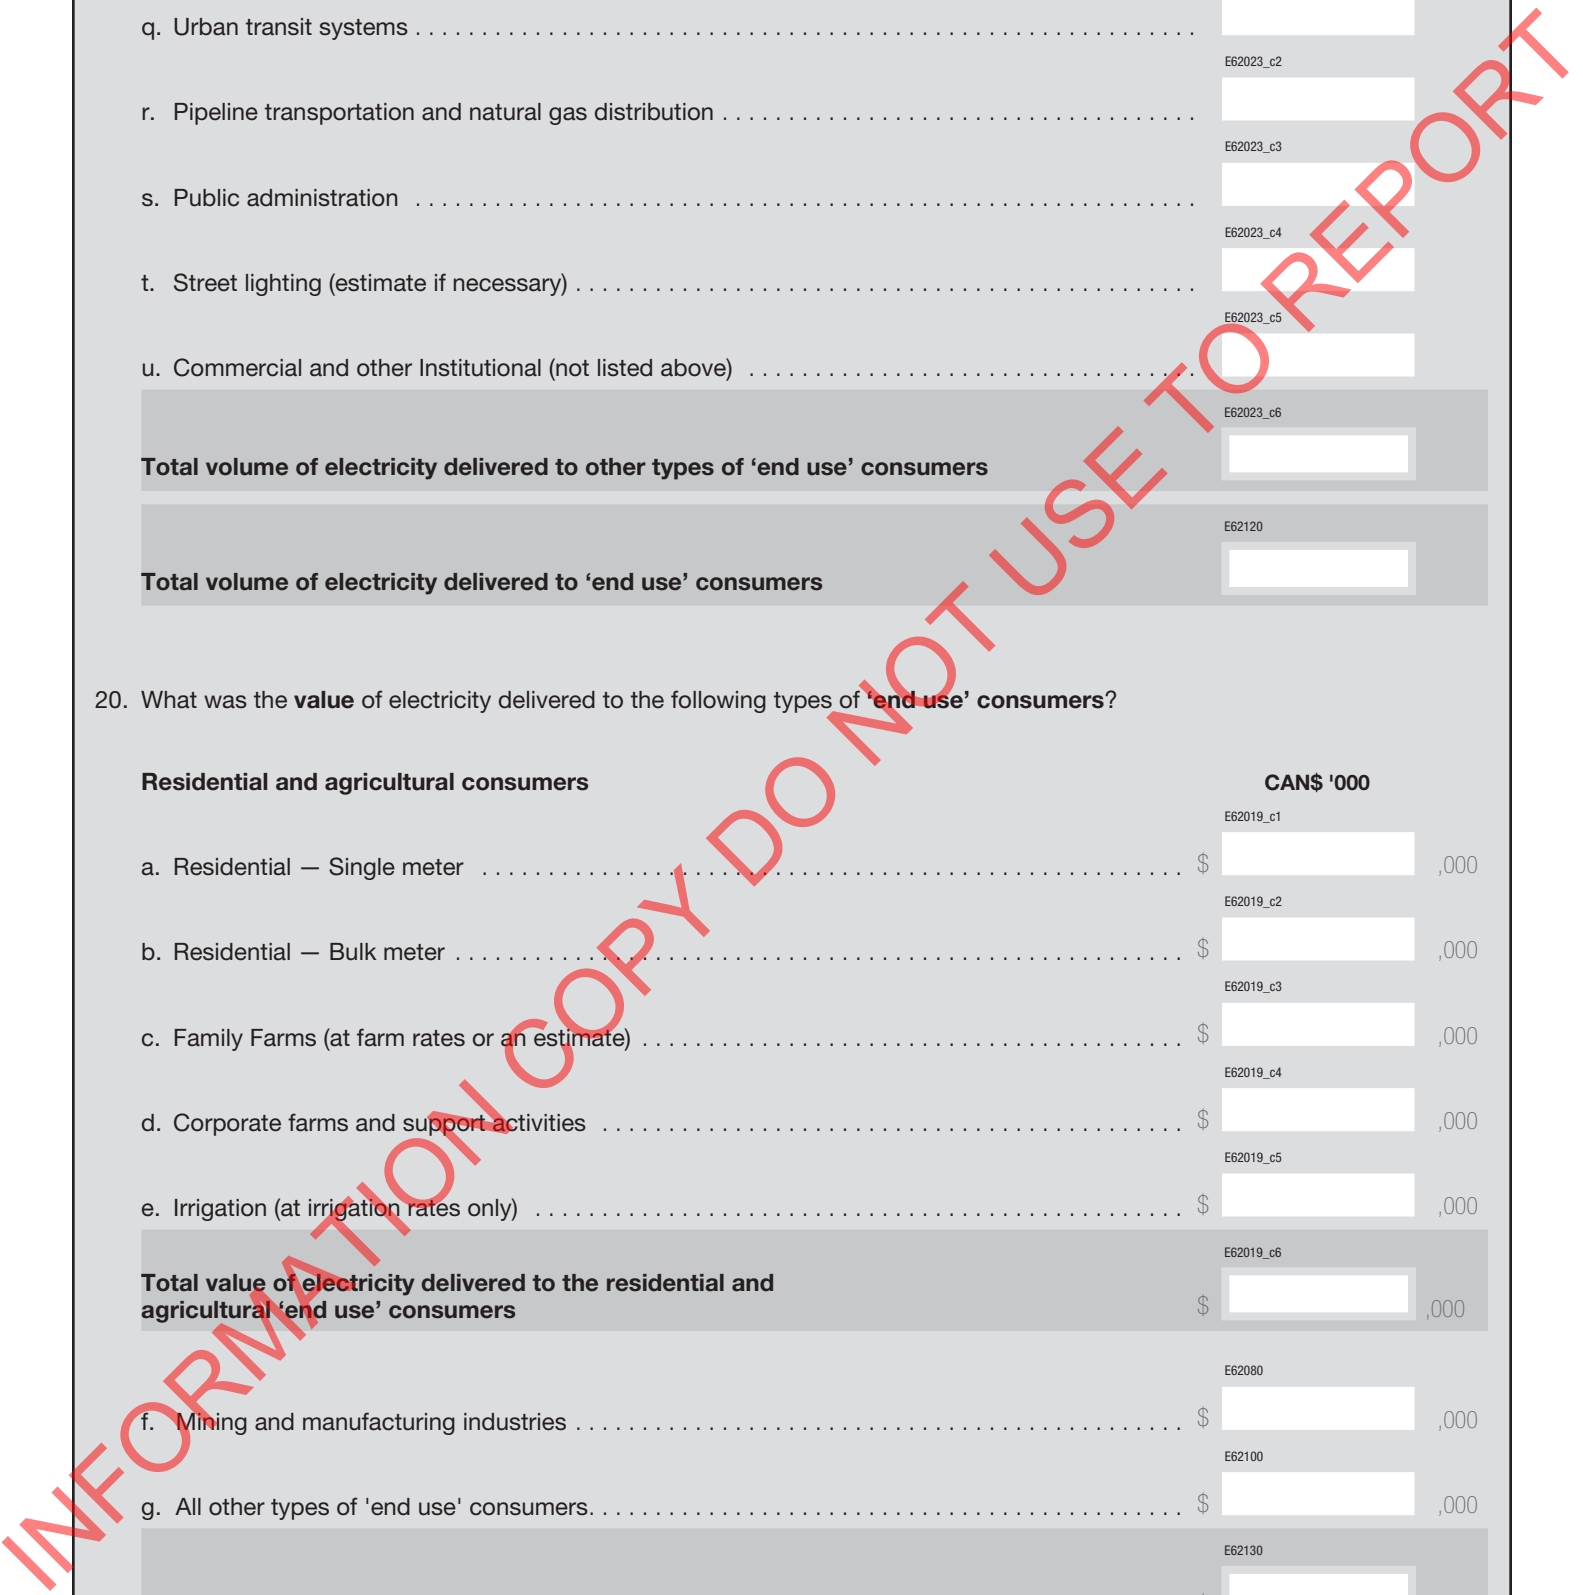 q. Urban transit systems . . . . . . . . . . . . . . . . . . . . . . . . . . . . . . . . . . . . . . . . . . . . . . . . . . . . . . . . . . .
E62023_c2
r. Pipeline transportation and natural gas distribution . . . . . . . . . . . . . . . . . . . . . . . . . . . . . . . . . . . .
E62023_c3
s. Public administration . . . . . . . . . . . . . . . . . . . . . . . . . . . . . . . . . . . . . . . . . . . . . . . . . . . . . . . . . . .
E62023_c4
t. Street lighting (estimate if necessary) . . . . . . . . . . . . . . . . . . . . . . . . . . . . . . . . . . . . . . . . . . . . . . .
E62023_c5
u. Commercial and other Institutional (not listed above) . . . . . . . . . . . . . . . . . . . . . . . . . . . . . . . . . .
E62023_c6
Total volume of electricity delivered to other types of ‘end use’ consumers
E62120
Total volume of electricity delivered to ‘end use’ consumers
20. What was the value of electricity delivered to the following types of ‘end use’ consumers?
Residential and agricultural consumers CAN$ '000
E62019_c1
a. Residential — Single meter . . . . . . . . . . . . . . . . . . . . . . . . . . . . . . . . . . . . . . . . . . . . . . . . . . . . . $ ,000
E62019_c2
b. Residential — Bulk meter . . . . . . . . . . . . . . . . . . . . . . . . . . . . . . . . . . . . . . . . . . . . . . . . . . . . . . . $ ,000
E62019_c3
c. Family Farms (at farm rates or an estimate) . . . . . . . . . . . . . . . . . . . . . . . . . . . . . . . . . . . . . . . . . $ ,000
E62019_c4
d. Corporate farms and support activities . . . . . . . . . . . . . . . . . . . . . . . . . . . . . . . . . . . . . . . . . . . . $ ,000
E62019_c5
e. Irrigation (at irrigation rates only) . . . . . . . . . . . . . . . . . . . . . . . . . . . . . . . . . . . . . . . . . . . . . . . . . $ ,000
E62019_c6
Total value of electricity delivered to the residential and
agricultural ‘end use’ consumers $ ,000
E62080
f. Mining and manufacturing industries . . . . . . . . . . . . . . . . . . . . . . . . . . . . . . . . . . . . . . . . . . . . . . $ ,000
E62100
g. All other types of 'end use' consumers. . . . . . . . . . . . . . . . . . . . . . . . . . . . . . . . . . . . . . . . . . . . . $ ,000
E62130
INFORMATION COPY DO NOT USE TO REPORT